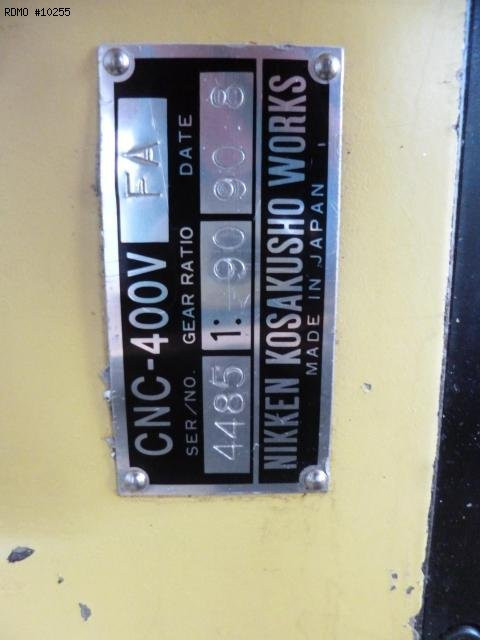 RDMO #10255
CNC-400V FA
SER/NO. GEAR RATIO DATE
4485 1: 90 90 8
NIKKEN KOSAKUSHO WORKS
MADE IN JAPAN